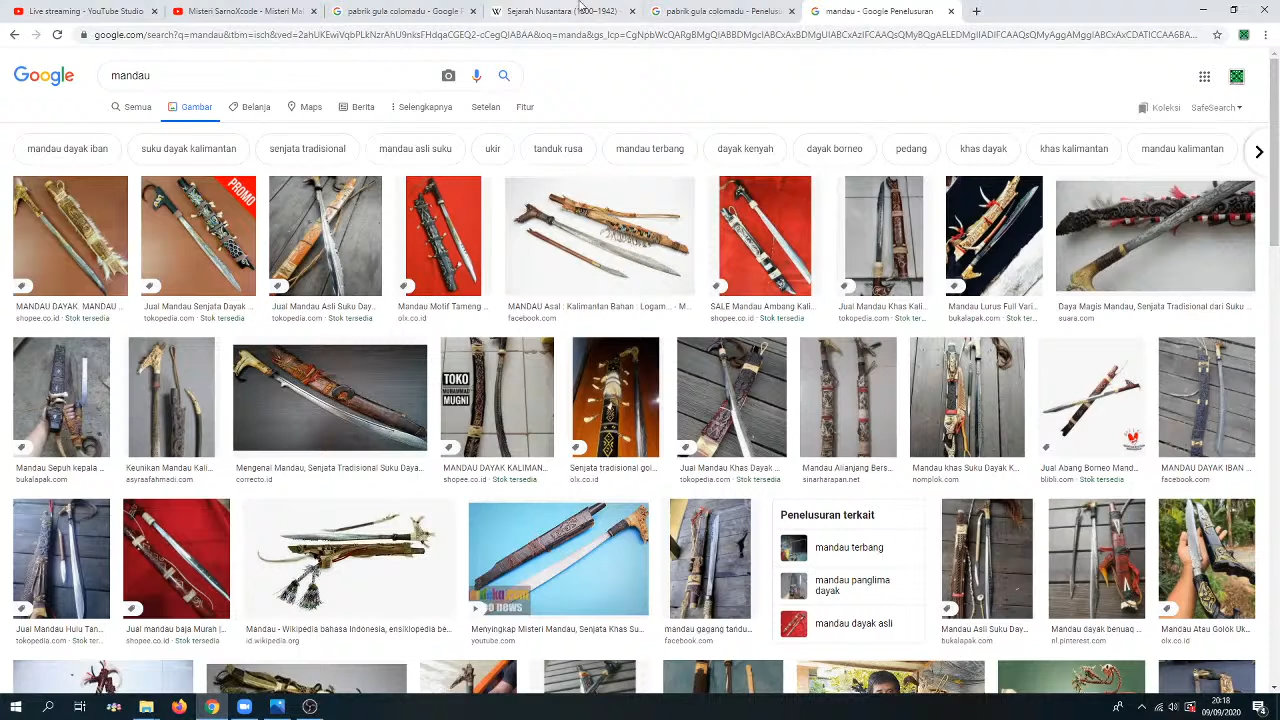 Live streaming - YouTube Studio
Misteri SarnoXcode - Misteri Mal
pabrik gula colomadu - Google P
Sejarah Nusantara (1800–1942) -
pabrik gula colomadu - Penelusu
mandau - Google Penelusuran
Google
mandau
Semua
Gambar
Belanja
Maps
Berita
Selengkapnya
Setelan
Fitur
Koleksi
SafeSearch
mandau dayak iban
suku dayak kalimantan
senjata tradisional
mandau asli suku
ukir
tanduk rusa
mandau terbang
dayak kenyah
dayak borneo
pedang
khas dayak
khas kalimantan
mandau kalimantan
PROMO
MANDAU DAYAK. MANDAU ...
shopee.co.id · Stok tersedia
Jual Mandau Senjata Dayak ...
tokopedia.com · Stok tersedia
Jual Mandau Asli Suku Day...
tokopedia.com · Stok tersedia
Mandau Motif Tameng ...
olx.co.id
MANDAU Asal : Kalimantan Bahan : Logam... - M...
facebook.com
SALE Mandau Ambang Kali...
shopee.co.id · Stok tersedia
Jual Mandau Khas Kali...
tokopedia.com · Stok ter...
Mandau Lurus Full Vari...
bukalapak.com · Stok ter...
Daya Magis Mandau, Senjata Tradisional dari Suku ...
suara.com
TOKO
MUHAMMAD
MUGNI
Mandau Sepuh kepala ...
bukalapak.com
Keunikan Mandau Kali...
asyraafahmadi.com
Mengenal Mandau, Senjata Tradisional Suku Daya...
correcto.id
MANDAU DAYAK KALIMAN...
shopee.co.id · Stok tersedia
Senjata tradisional gol...
olx.co.id
Jual Mandau Khas Dayak ...
tokopedia.com · Stok tersedia
Mandau Alianjang Bers...
sinarharapan.net
Mandau khas Suku Dayak K...
nomplok.com
Jual Abang Borneo Mand...
blibli.com · Stok tersedia
MANDAU DAYAK IBAN ...
facebook.com
Penelusuran terkait
mandau terbang
mandau panglima
dayak
mandau dayak asli
Jual Mandau Hulu Tan...
tokopedia.com · Stok ter...
Jual mandau baja Murah |...
shopee.co.id · Stok tersedia
Mandau - Wikipedia bahasa Indonesia, ensiklopedia be...
id.wikipedia.org
Menyingkap Misteri Mandau, Senjata Khas Su...
youtube.com
mandau gagang tandu...
facebook.com
Mandau Asli Suku Day...
bukalapak.com
Mandau dayak benuaq ...
nl.pinterest.com
Mandau Atau Golok Uk...
olx.co.id
20:18
09/09/2020